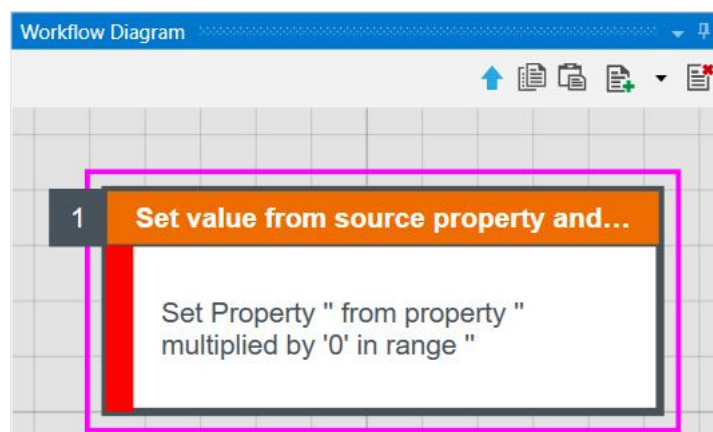 Workflow Diagram
1
Set value from source property and...
Set Property '' from property ''
multiplied by '0' in range ''